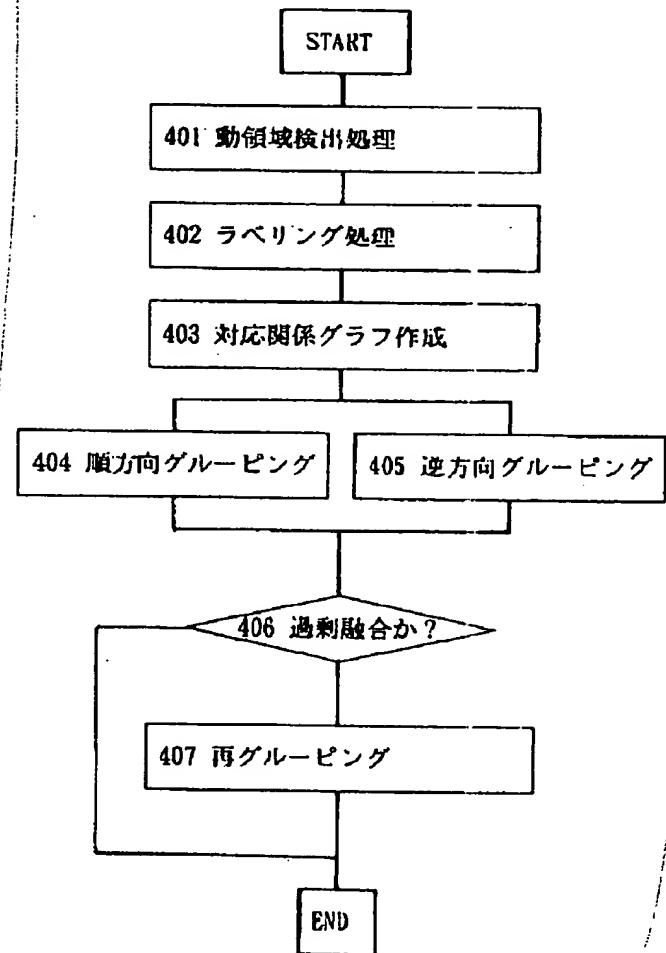 START
401 動領域検出処理
402 ラベリング処理
403 対応関係グラフ作成
404 順方向グルーピング
405 逆方向グルーピング
406 過剰融合か?
407 再グルーピング
END